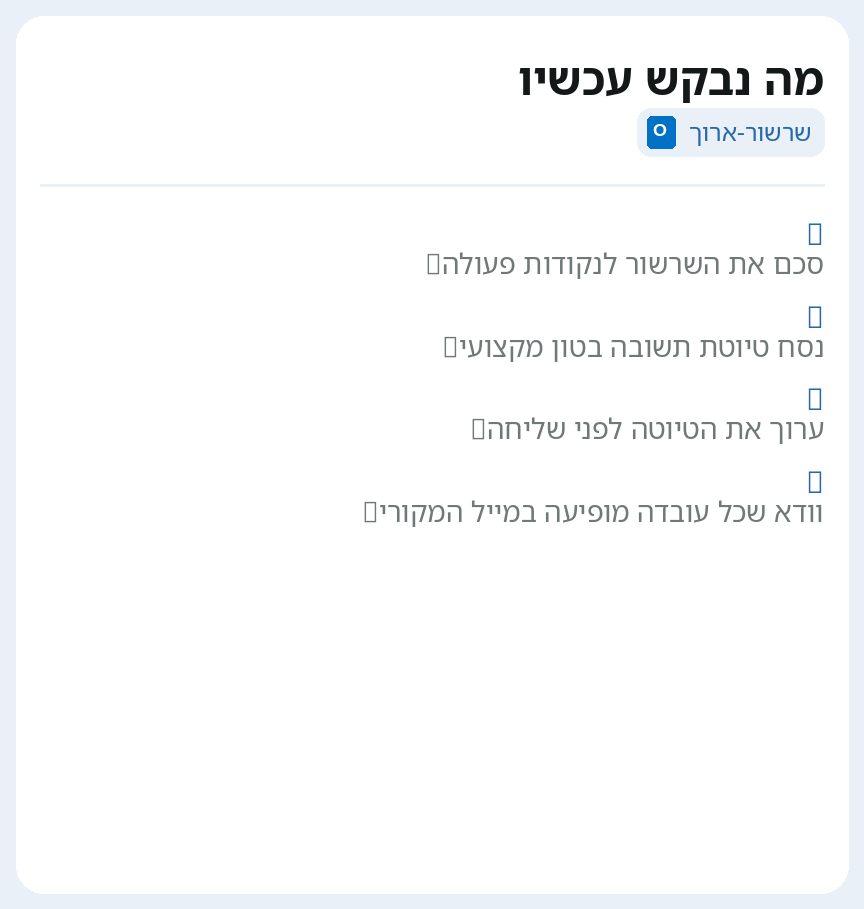 מה נבקש עכשיו
שרשור-ארוך O
סכם את השרשור לנקודות פעולה
נסח טיוטת תשובה בטון מקצועי
ערוך את הטיוטה לפני שליחה
וודא שכל עובדה מופיעה במייל המקורי